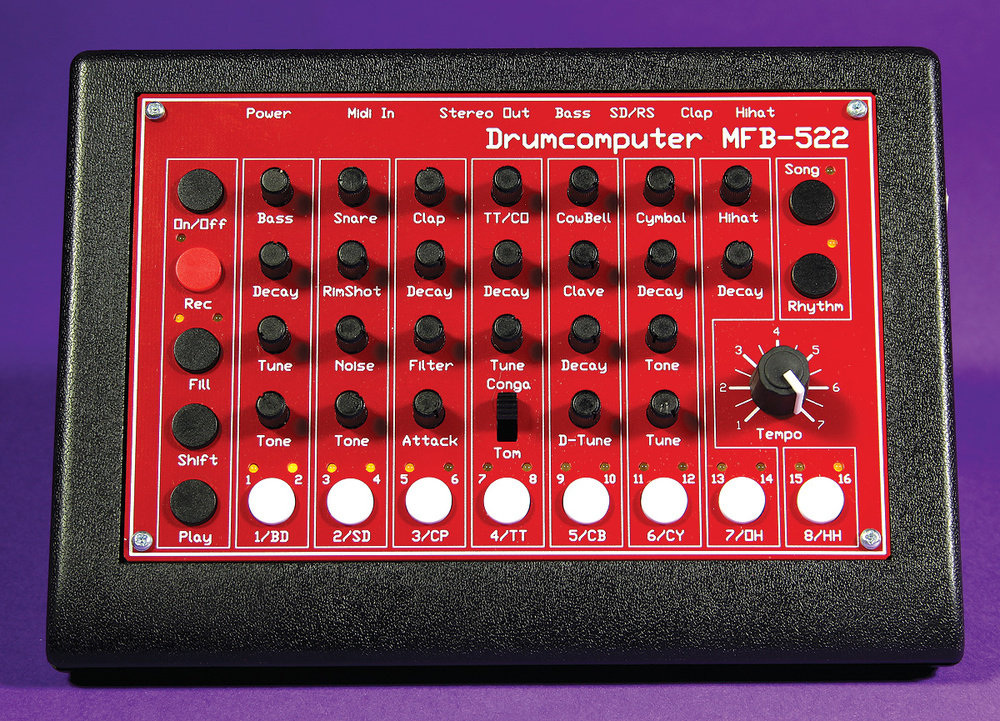 Power Midi In Stereo Out Bass SD/RS Clap Hihat
Drumcomputer MFB-522
Song
On/Off Bass Snare Clap TT/CO CowBell Cymbal Hihat
Rec Decay RimShot Decay Decay Clave Decay Decay Rhythm
Fill Tune Noise Filter Tune Decay Tone
Conga
1 2 3 4 5 6 7
Tempo
Shift Tone Tone Attack Tom D-Tune Tune
1 2 3 4 5 6 7 8 9 10 11 12 13 14 15 16
Play 1/BD 2/SD 3/CP 4/TT 5/CB 6/CY 7/OH 8/HH